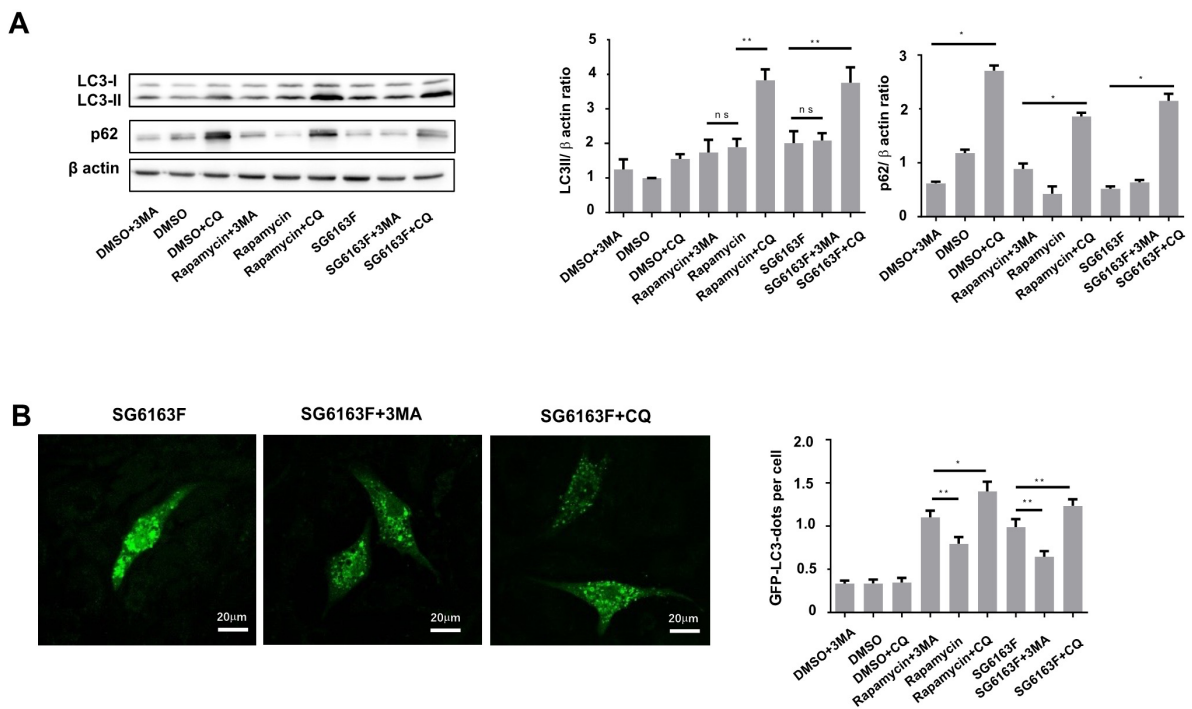 A
LC3-I
LC3-II
p62
β actin
DMSO+3MA
DMSO
DMSO+CQ
Rapamycin+3MA
Rapamycin
Rapamycin+CQ
SG6163F
SG6163F+3MA
SG6163F+CQ
LC3II/ β actin ratio
5
4
3
2
1
0
**
**
n s
n s
DMSO+3MA
DMSO
DMSO+CQ
Rapamycin+3MA
Rapamycin
Rapamycin+CQ
SG6163F
SG6163F+3MA
SG6163F+CQ
p62/ β actin ratio
3
2
1
0
*
*
*
DMSO+3MA
DMSO
DMSO+CQ
Rapamycin+3MA
Rapamycin
Rapamycin+CQ
SG6163F
SG6163F+3MA
SG6163F+CQ
B
SG6163F
SG6163F+3MA
SG6163F+CQ
20μm
20μm
20μm
GFP-LC3-dots per cell
2.0
1.5
1.0
0.5
0
*
**
**
**
DMSO+3MA
DMSO
DMSO+CQ
Rapamycin+3MA
Rapamycin
Rapamycin+CQ
SG6163F
SG6163F+3MA
SG6163F+CQ